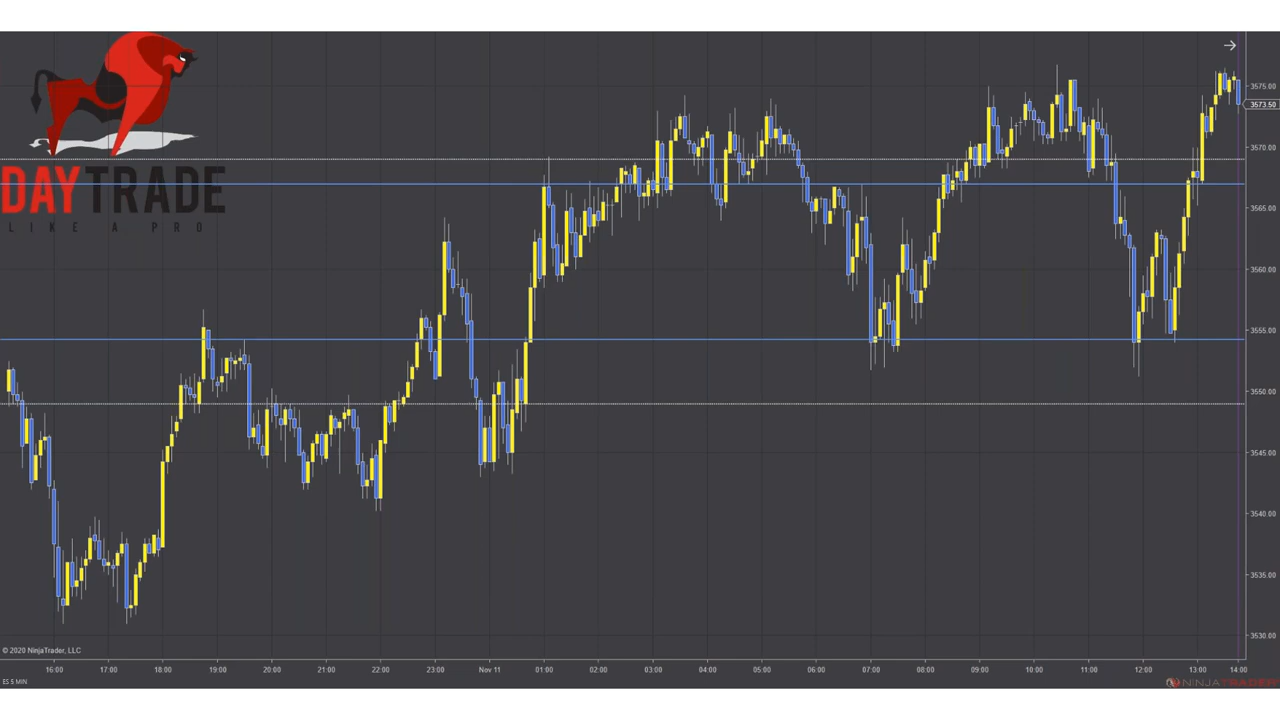 DAYTRADE
LIKE A PRO
3575.00
3573.50
3570.00
3565.00
3560.00
3555.00
3550.00
3545.00
3540.00
3535.00
3530.00
© 2020 NinjaTrader, LLC
16:00 17:00 18:00 19:00 20:00 21:00 22:00 23:00 Nov 11 01:00 02:00 03:00 04:00 05:00 06:00 07:00 08:00 09:00 10:00 11:00 12:00 13:00 14:00
ES 5 MIN
NINJATRADER